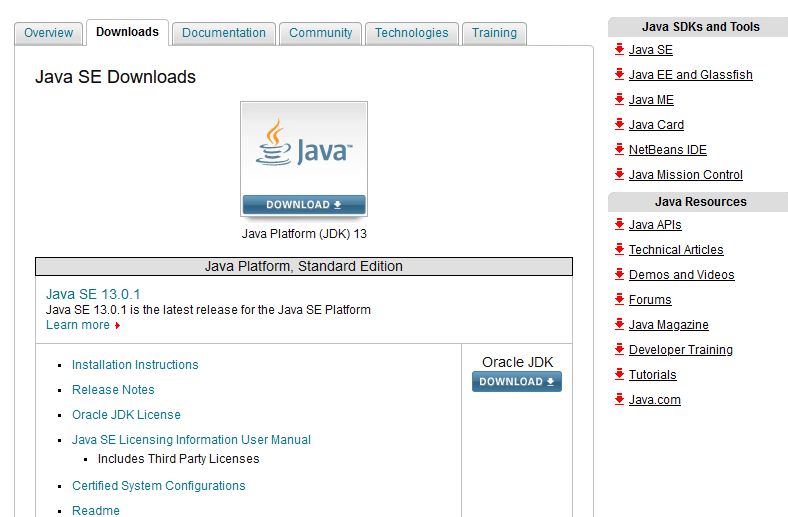 Overview
Downloads
Documentation
Community
Technologies
Training
Java SE Downloads
Java™
DOWNLOAD
Java Platform (JDK) 13
Java Platform, Standard Edition
Java SE 13.0.1
Java SE 13.0.1 is the latest release for the Java SE Platform
Learn more
Installation Instructions
Release Notes
Oracle JDK License
Java SE Licensing Information User Manual
Includes Third Party Licenses
Certified System Configurations
Readme
Oracle JDK
DOWNLOAD
Java SDKs and Tools
Java SE
Java EE and Glassfish
Java ME
Java Card
NetBeans IDE
Java Mission Control
Java Resources
Java APIs
Technical Articles
Demos and Videos
Forums
Java Magazine
Developer Training
Tutorials
Java.com